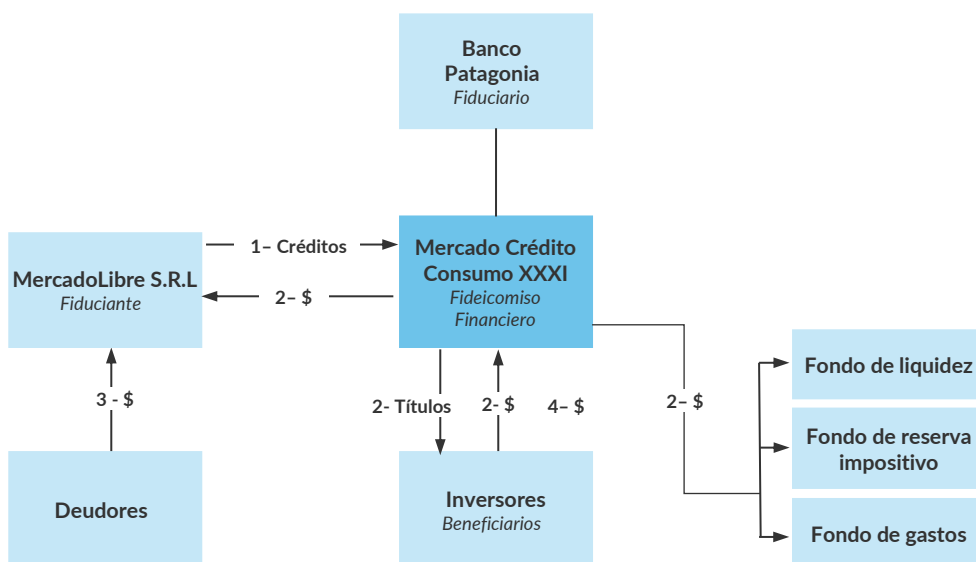 Banco
Patagonia
Fiduciario
1– Créditos
MercadoLibre S.R.L
Fiduciante
2– $
Mercado Crédito
Consumo XXXI
Fideicomiso
Financiero
3 - $
2- Títulos
2- $
4– $
2– $
Fondo de liquidez
Fondo de reserva
impositivo
Fondo de gastos
Deudores
Inversores
Beneficiarios